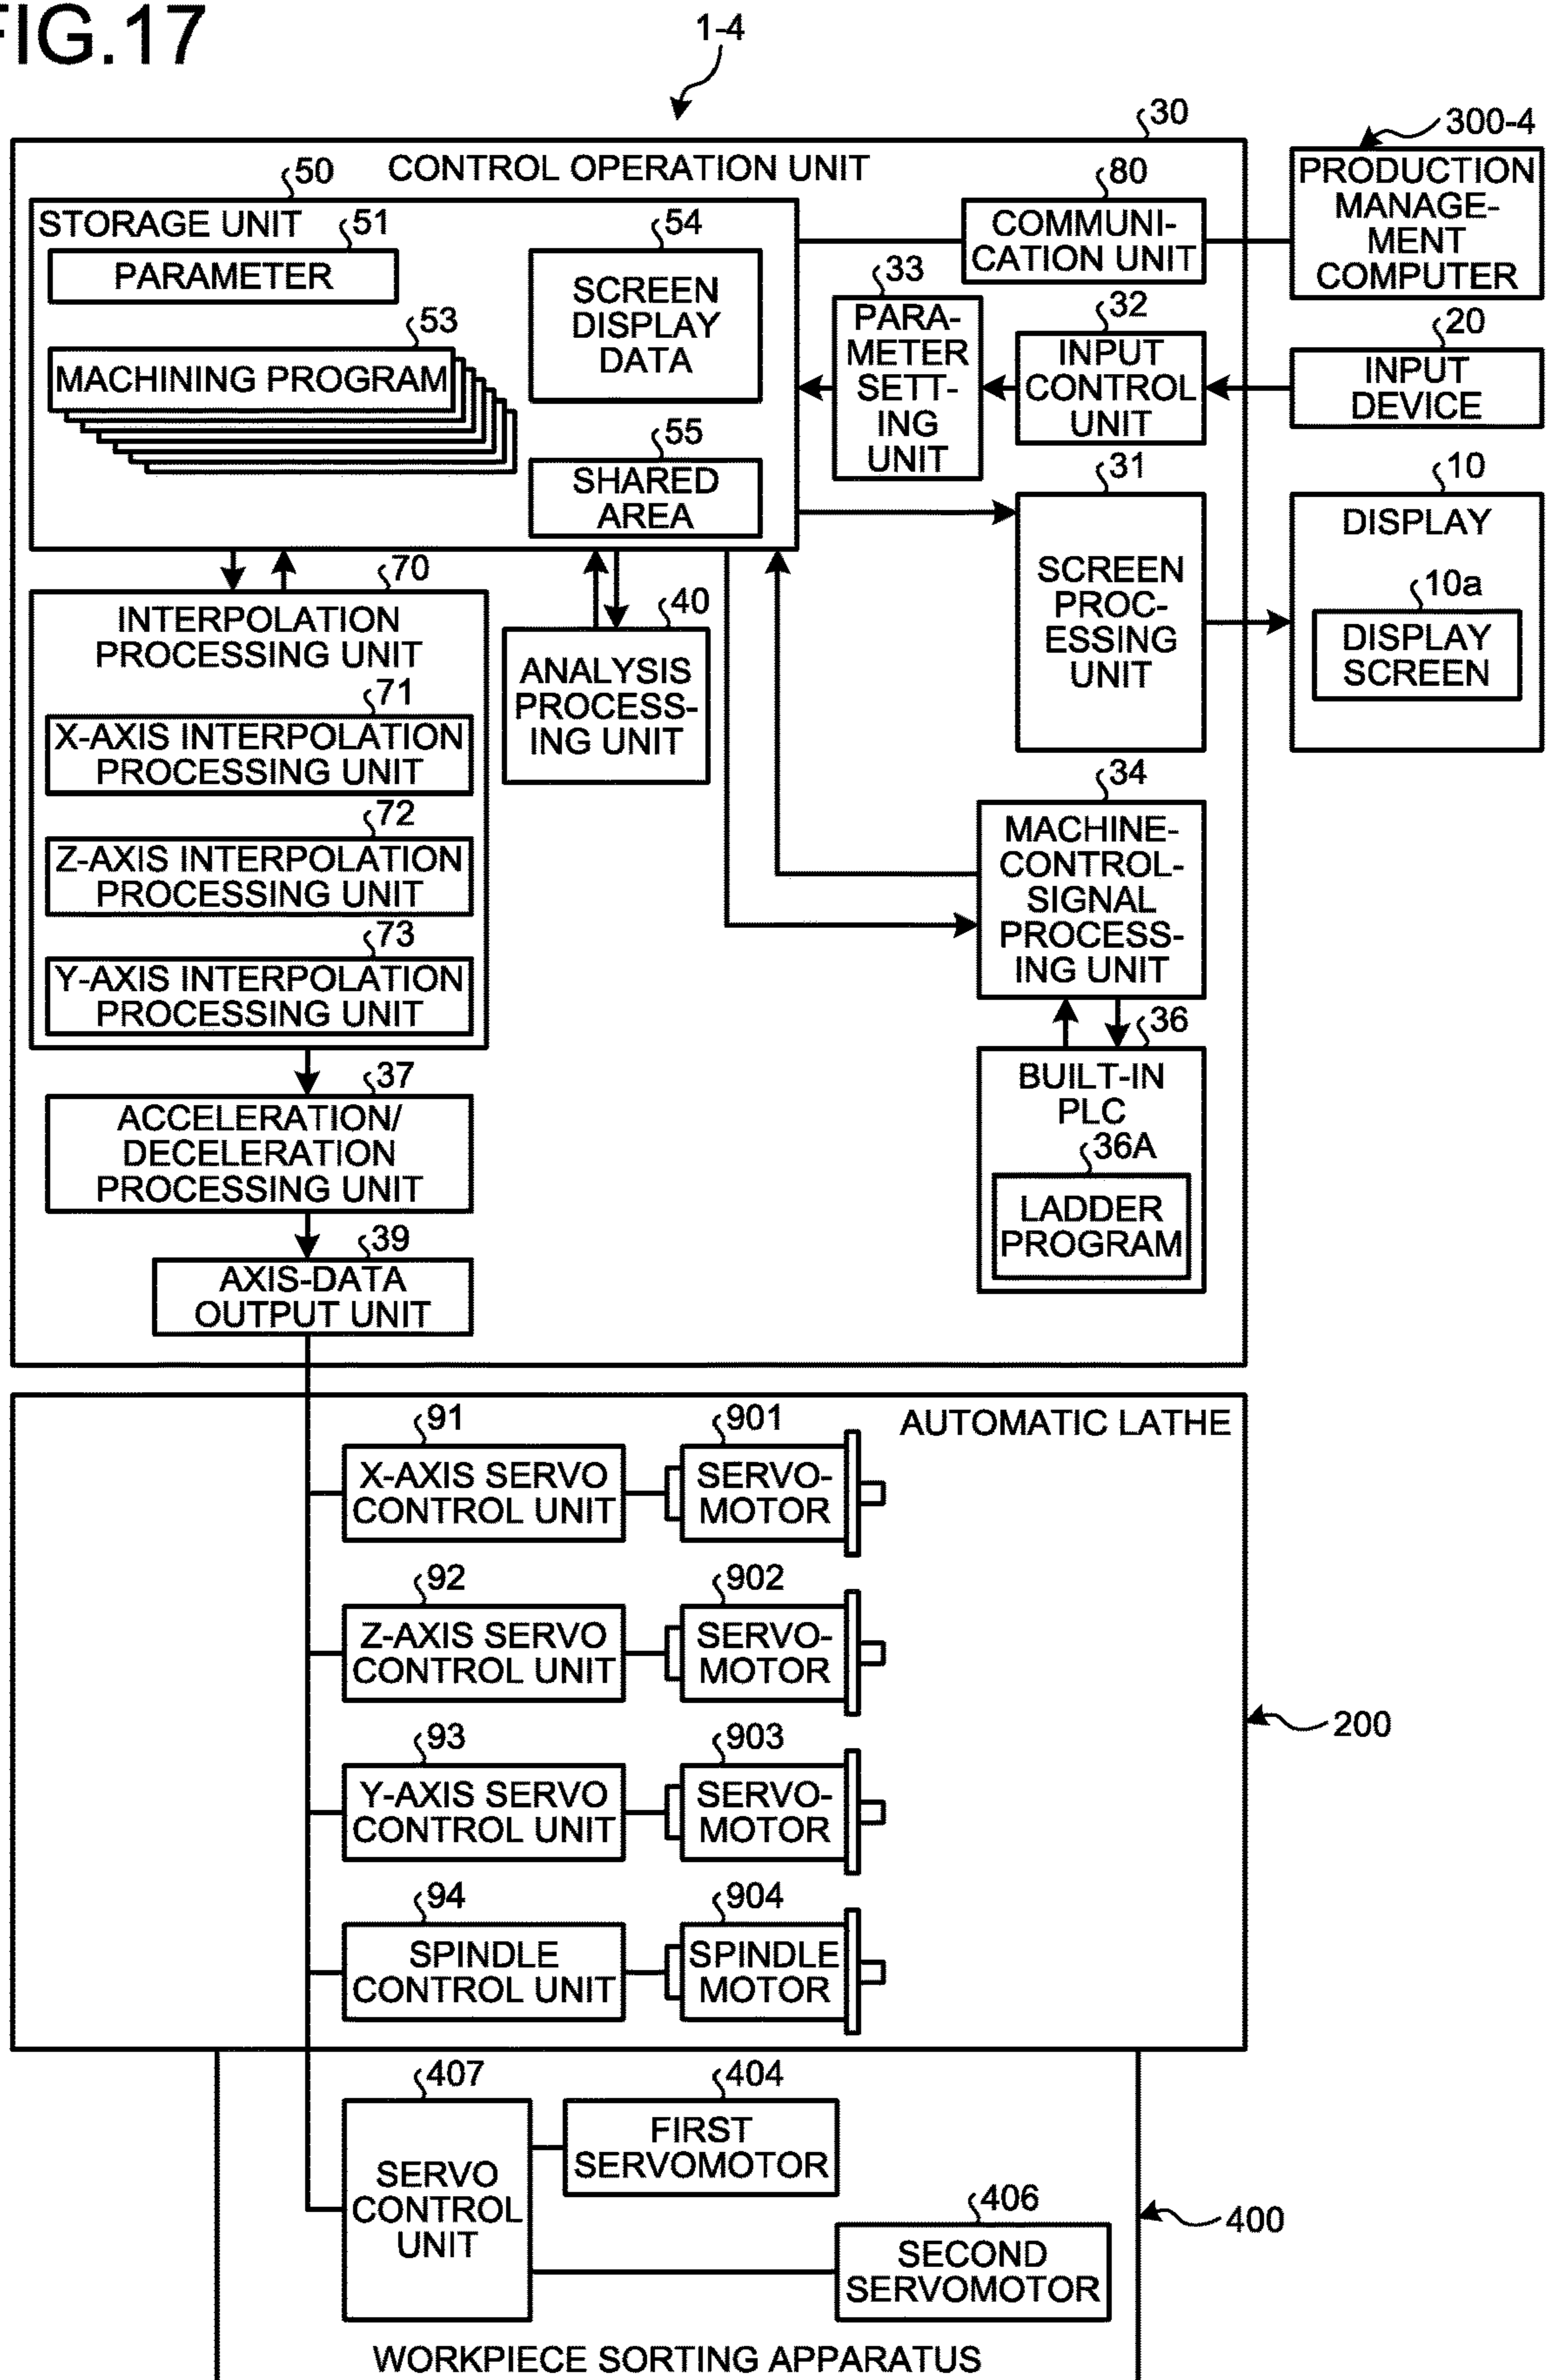 FIG.17
1-4
30
300-4
CONTROL OPERATION UNIT
PRODUCTION
MANAGE-
MENT
COMPUTER
50
STORAGE UNIT
51
PARAMETER
53
MACHINING PROGRAM
54
SCREEN
DISPLAY
DATA
55
SHARED
AREA
80
COMMUNI-
CATION UNIT
33
PARA-
METER
SETT-
ING
UNIT
32
INPUT
CONTROL
UNIT
20
INPUT
DEVICE
31
SCREEN
PROC-
ESSING
UNIT
10
DISPLAY
10a
DISPLAY
SCREEN
70
INTERPOLATION
PROCESSING UNIT
71
X-AXIS INTERPOLATION
PROCESSING UNIT
72
Z-AXIS INTERPOLATION
PROCESSING UNIT
73
Y-AXIS INTERPOLATION
PROCESSING UNIT
40
ANALYSIS
PROCESS-
ING UNIT
34
MACHINE-
CONTROL-
SIGNAL
PROCESS-
ING UNIT
36
BUILT-IN
PLC
36A
LADDER
PROGRAM
37
ACCELERATION/
DECELERATION
PROCESSING UNIT
39
AXIS-DATA
OUTPUT UNIT
AUTOMATIC LATHE
91
X-AXIS SERVO
CONTROL UNIT
901
SERVO-
MOTOR
92
Z-AXIS SERVO
CONTROL UNIT
902
SERVO-
MOTOR
200
93
Y-AXIS SERVO
CONTROL UNIT
903
SERVO-
MOTOR
94
SPINDLE
CONTROL UNIT
904
SPINDLE
MOTOR
407
SERVO
CONTROL
UNIT
404
FIRST
SERVOMOTOR
406
SECOND
SERVOMOTOR
400
WORKPIECE SORTING APPARATUS